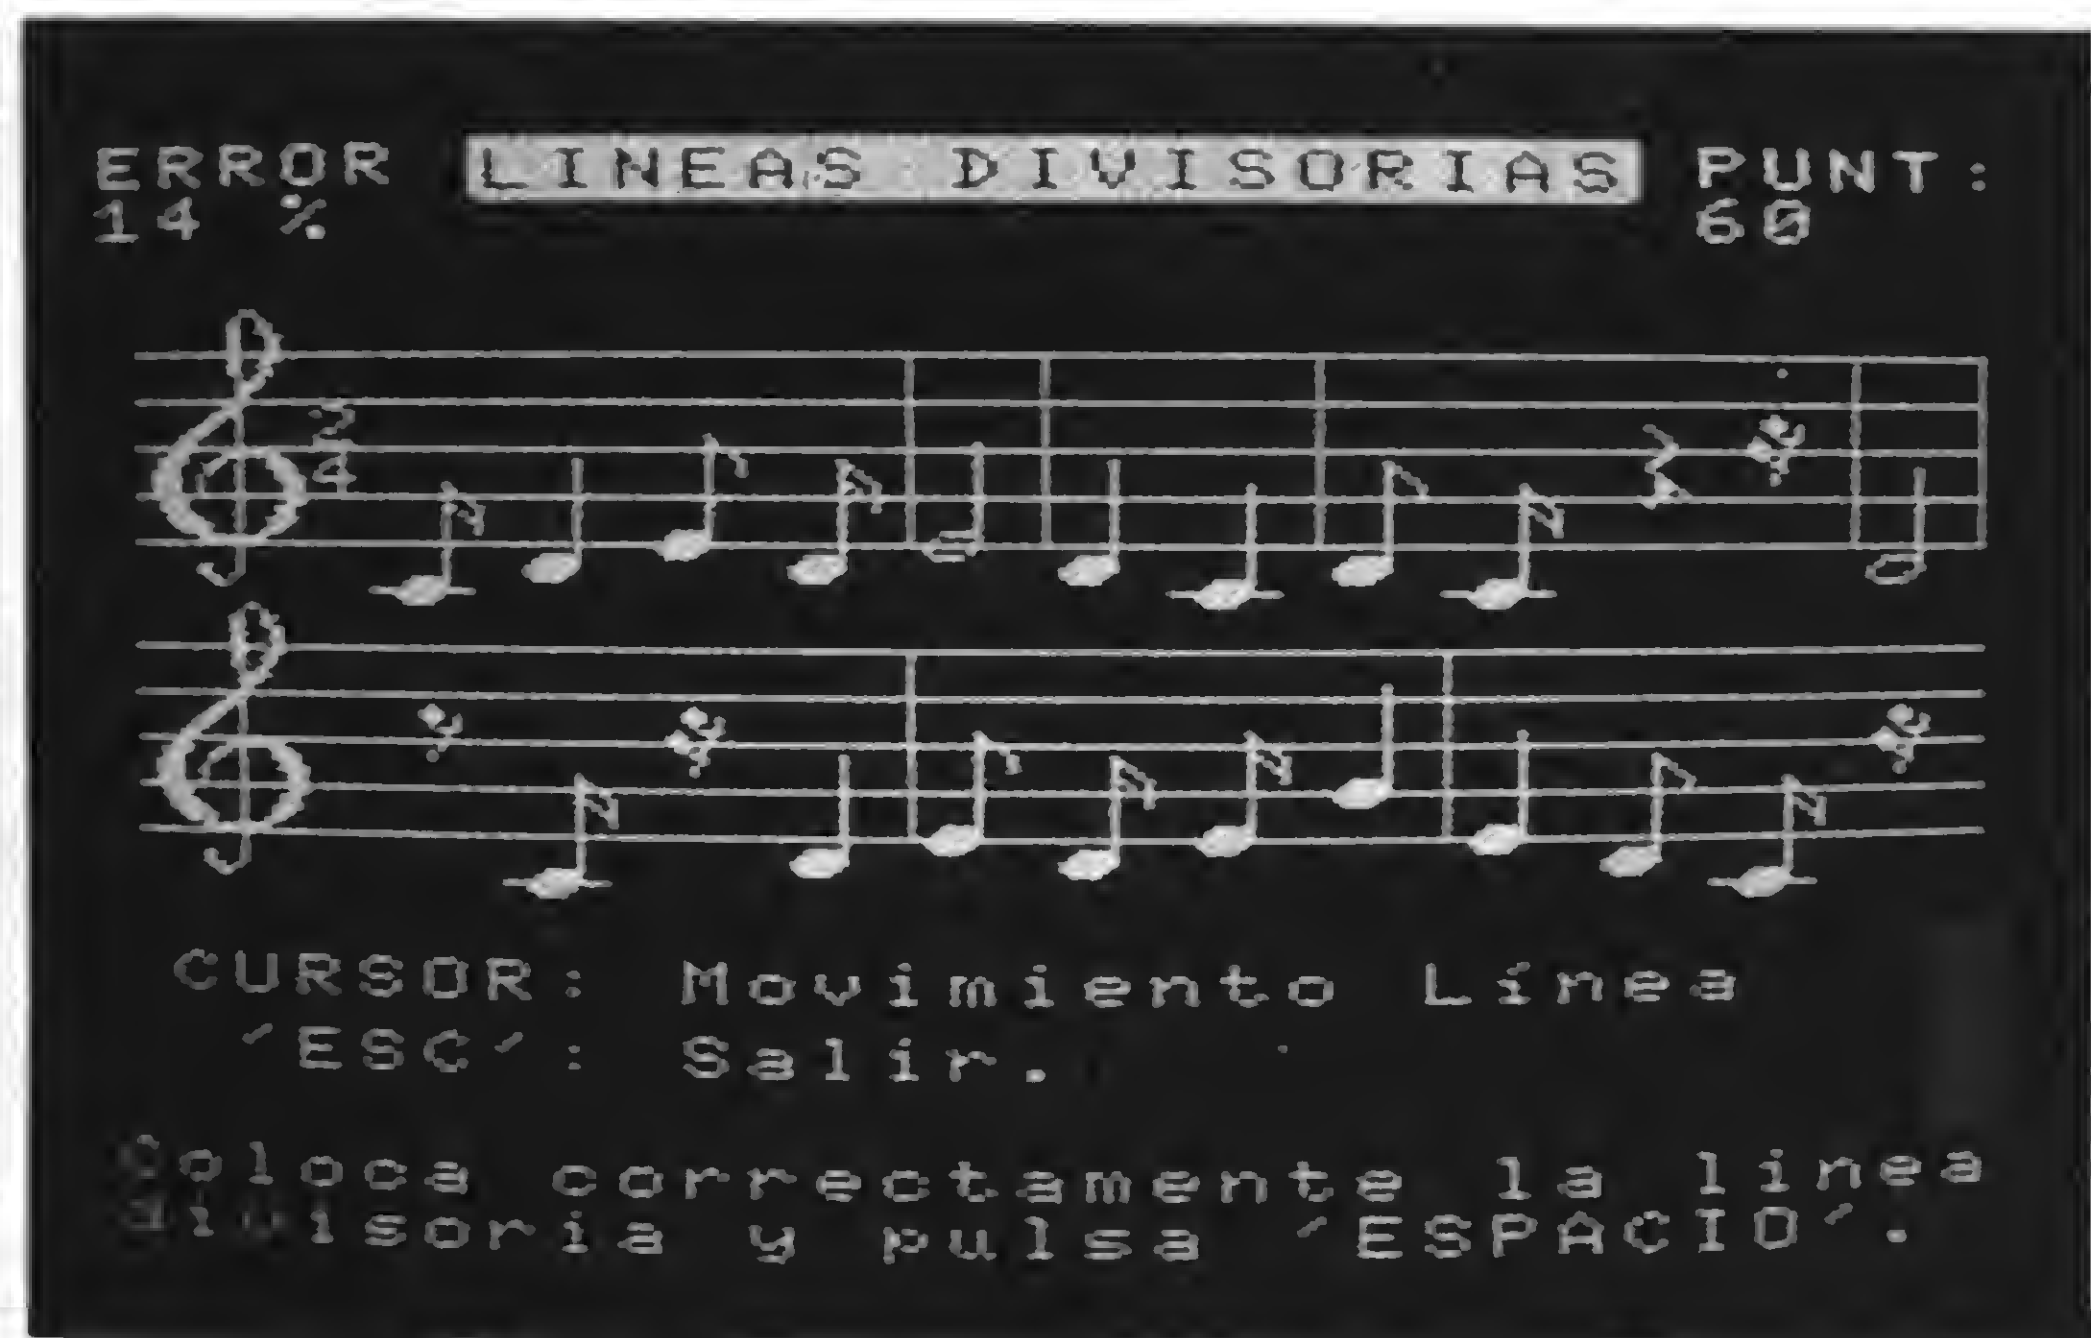 ERROR LINEAS DIVISORIAS PUNT:
14 % 60
2
4
CURSOR: Movimiento Línea
'ESC': Salir.
Coloca correctamente la línea
divisoria y pulsa 'ESPACIO'.